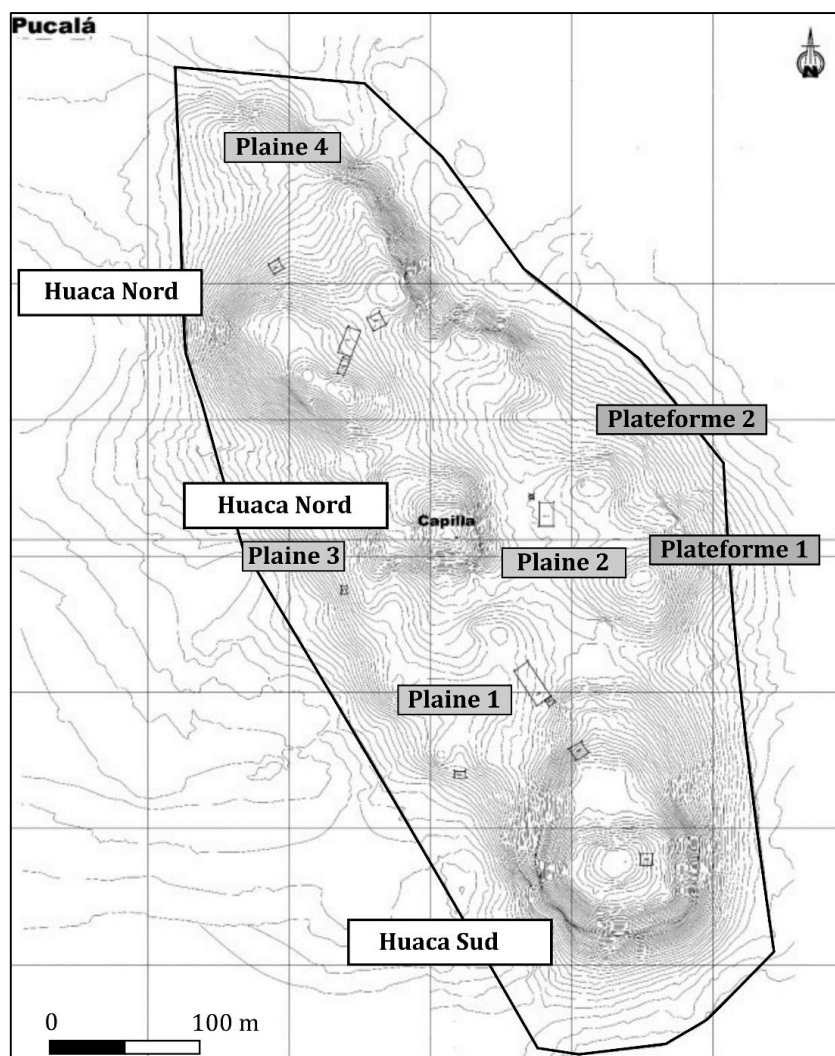 Pucalá
N
Plaine 4
Huaca Nord
Plateforme 2
Huaca Nord
Capilla
Plaine 3
Plaine 2
Plateforme 1
Plaine 1
Huaca Sud
0 100 m